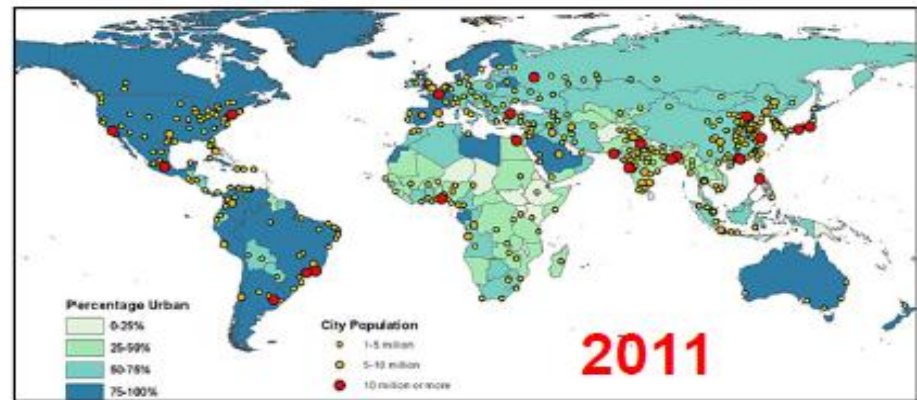 Percentage Urban
0-25%
25-50%
50-75%
75-100%
City Population
1-5 million
5-10 million
10 million or more
2011